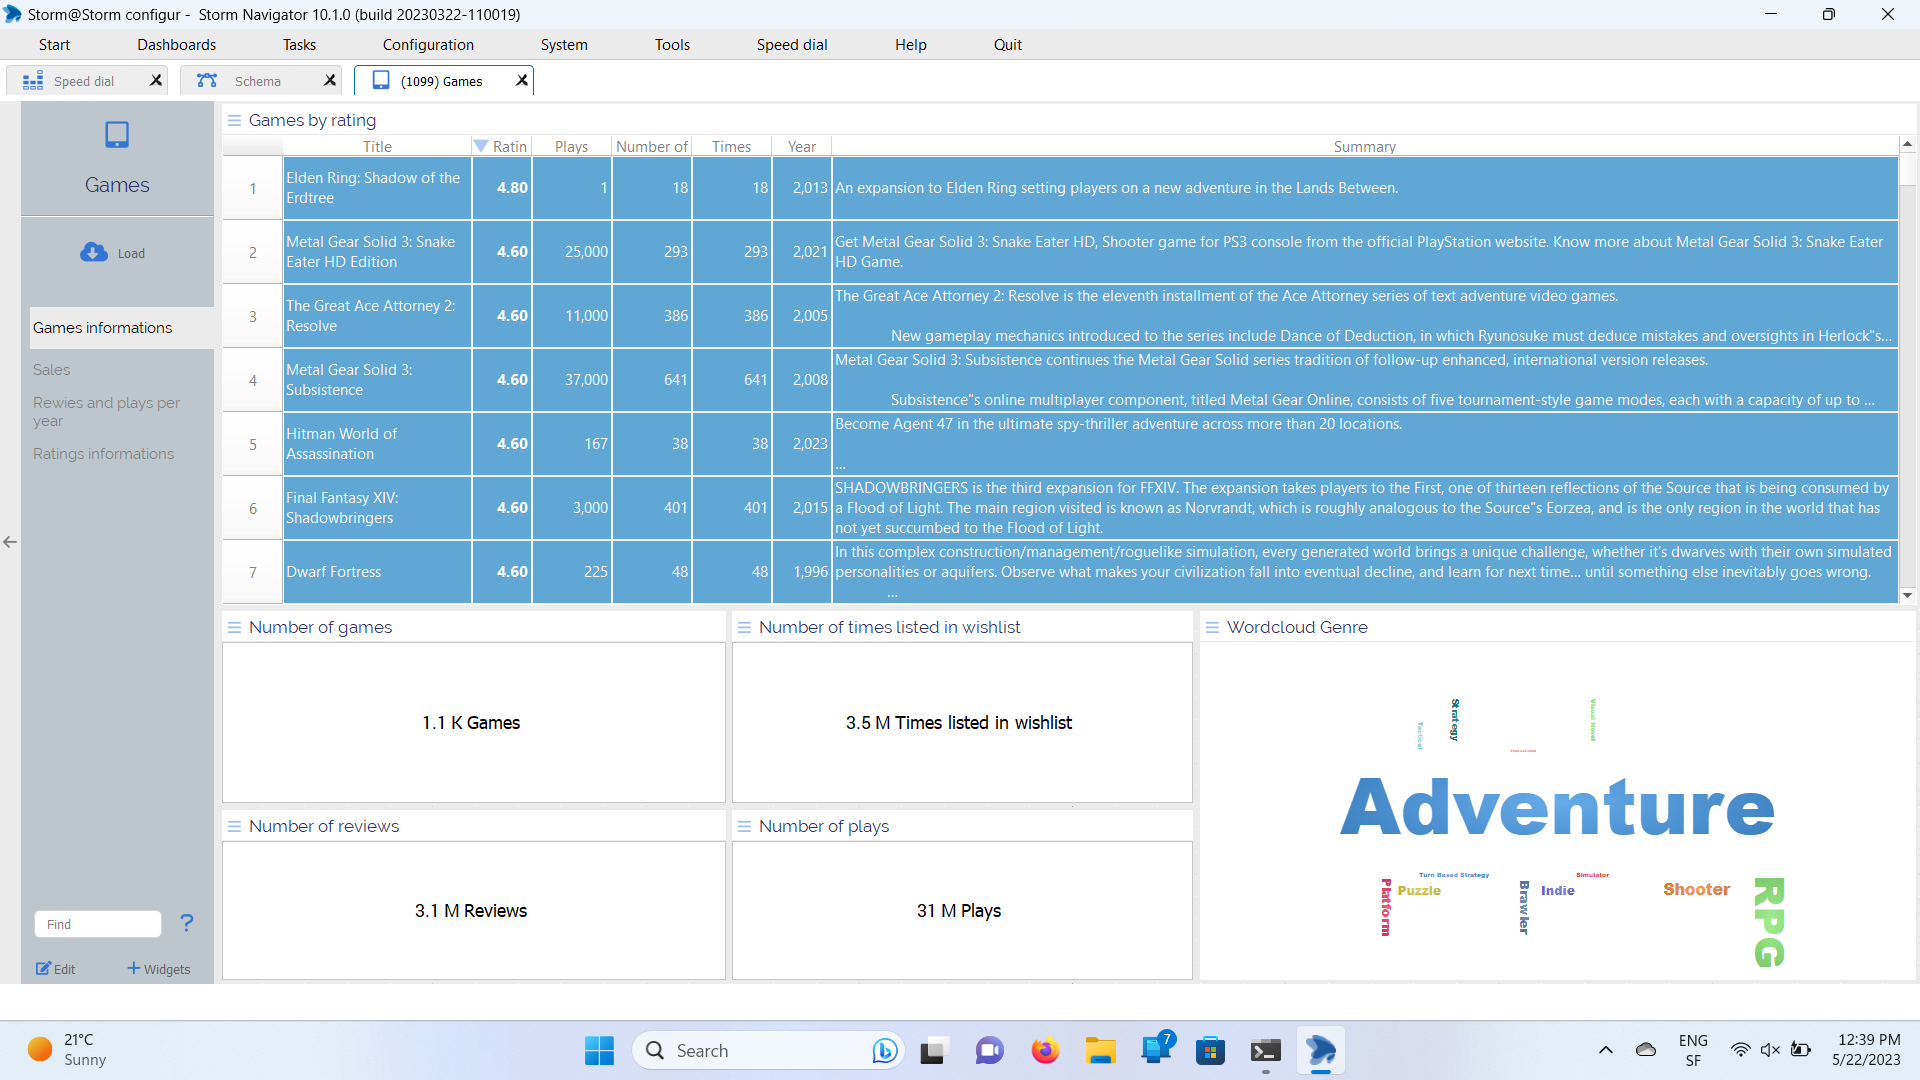 Storm@Storm configur - Storm Navigator 10.1.0 (build 20230322-110019)
Start Dashboards Tasks Configuration System Tools Speed dial Help Quit
Speed dial Schema (1099) Games
Games
Load
Games informations
Sales
Rewies and plays per
year
Ratings informations
Find ?
Edit Widgets
Games by rating
Title Ratin Plays Number of Times Year Summary
1 Elden Ring: Shadow of the
Erdtree 4.80 1 18 18 2,013 An expansion to Elden Ring setting players on a new adventure in the Lands Between.
2 Metal Gear Solid 3: Snake
Eater HD Edition 4.60 25,000 293 293 2,021 Get Metal Gear Solid 3: Snake Eater HD, Shooter game for PS3 console from the official PlayStation website. Know more about Metal Gear Solid 3: Snake Eater
HD Game.
3 The Great Ace Attorney 2:
Resolve 4.60 11,000 386 386 2,005 The Great Ace Attorney 2: Resolve is the eleventh installment of the Ace Attorney series of text adventure video games.
New gameplay mechanics introduced to the series include Dance of Deduction, in which Ryunosuke must deduce mistakes and oversights in Herlock"s...
4 Metal Gear Solid 3:
Subsistence 4.60 37,000 641 641 2,008 Metal Gear Solid 3: Subsistence continues the Metal Gear Solid series tradition of follow-up enhanced, international version releases.
Subsistence"s online multiplayer component, titled Metal Gear Online, consists of five tournament-style game modes, each with a capacity of up to ...
5 Hitman World of
Assassination 4.60 167 38 38 2,023 Become Agent 47 in the ultimate spy-thriller adventure across more than 20 locations.
...
6 Final Fantasy XIV:
Shadowbringers 4.60 3,000 401 401 2,015 SHADOWBRINGERS is the third expansion for FFXIV. The expansion takes players to the First, one of thirteen reflections of the Source that is being consumed by
a Flood of Light. The main region visited is known as Norvrandt, which is roughly analogous to the Source"s Eorzea, and is the only region in the world that has
not yet succumbed to the Flood of Light.
7 Dwarf Fortress 4.60 225 48 48 1,996 In this complex construction/management/roguelike simulation, every generated world brings a unique challenge, whether it's dwarves with their own simulated
personalities or aquifers. Observe what makes your civilization fall into eventual decline, and learn for next time... until something else inevitably goes wrong.
...
Number of games
1.1 K Games
Number of times listed in wishlist
3.5 M Times listed in wishlist
Number of reviews
3.1 M Reviews
Number of plays
31 M Plays
Wordcloud Genre
Tactical
Strategy
Visual Novel
Adventure
Platform
Turn Based Strategy
Puzzle
Brawler
Indie
Simulator
Shooter
RPG
21°C
Sunny
Search
7
ENG
SF
12:39 PM
5/22/2023